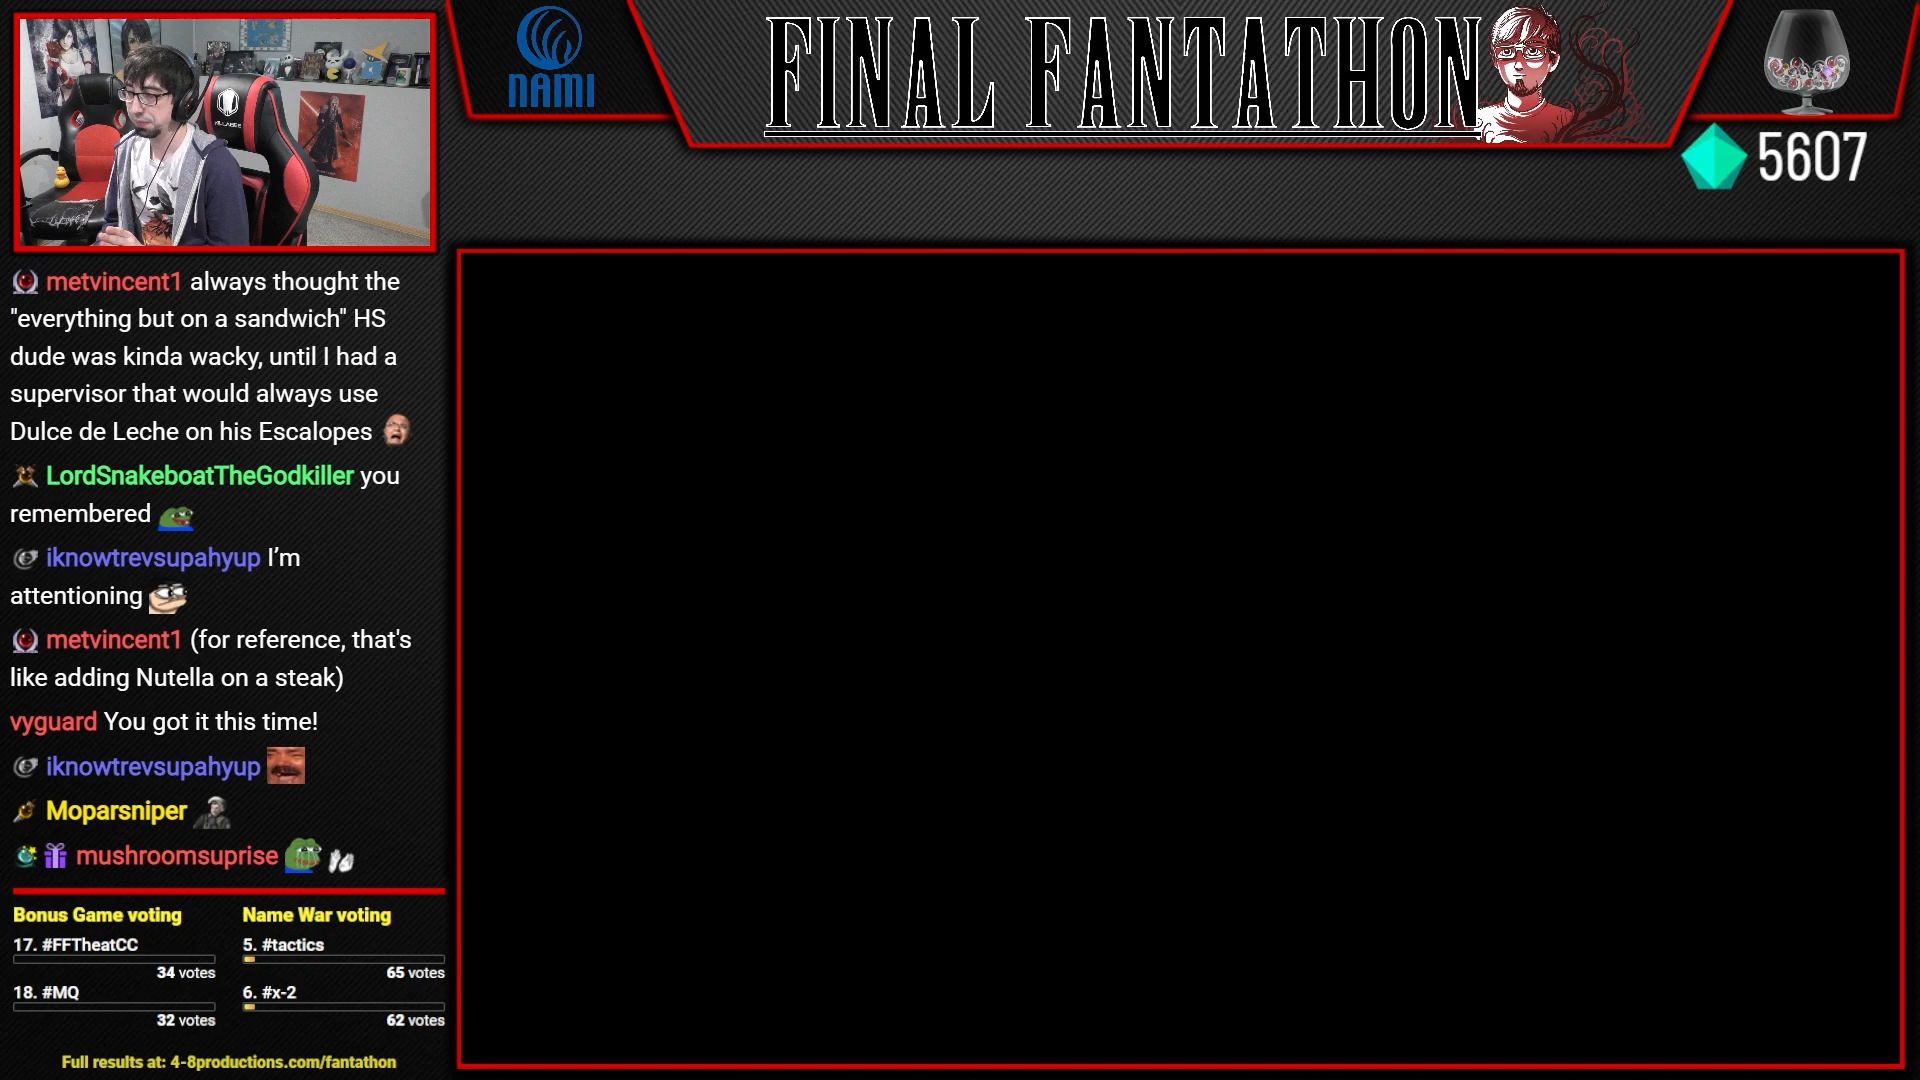 NAMI
FINAL FANTATHON
5607
metvincent1 always thought the
"everything but on a sandwich" HS
dude was kinda wacky, until I had a
supervisor that would always use
Dulce de Leche on his Escalopes
LordSnakeboatTheGodkiller you
remembered
iknowtrevsupahyup I’m
attentioning
metvincent1 (for reference, that's
like adding Nutella on a steak)
vyguard You got it this time!
iknowtrevsupahyup
Moparsniper
mushroomsuprise
Bonus Game voting
17. #FFTheatCC
34 votes
18. #MQ
32 votes
Name War voting
5. #tactics
65 votes
6. #x-2
62 votes
Full results at: 4-8productions.com/fantathon